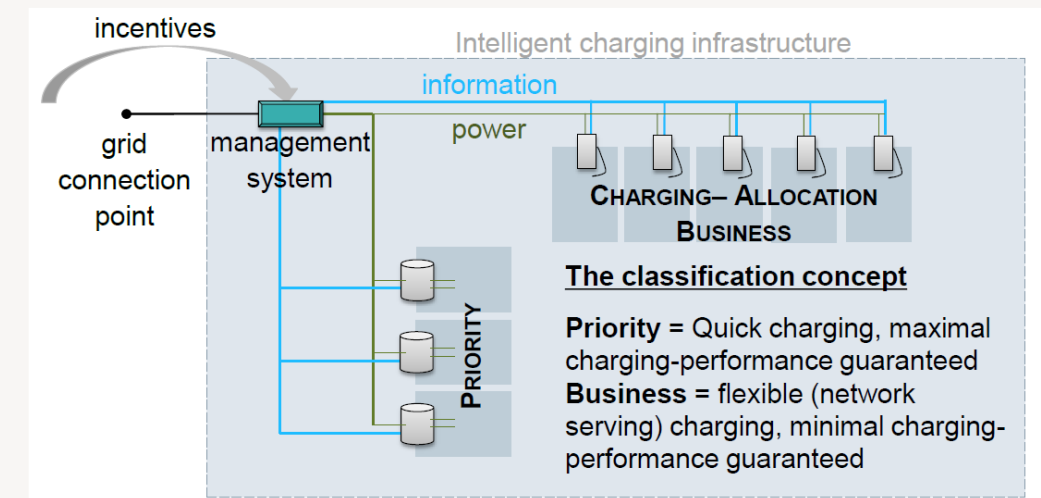 incentives
Intelligent charging infrastructure
information
power
grid
connection
point
management
system
CHARGING– ALLOCATION
BUSINESS
PRIORITY
The classification concept
Priority = Quick charging, maximal
charging-performance guaranteed
Business = flexible (network
serving) charging, minimal charging-
performance guaranteed